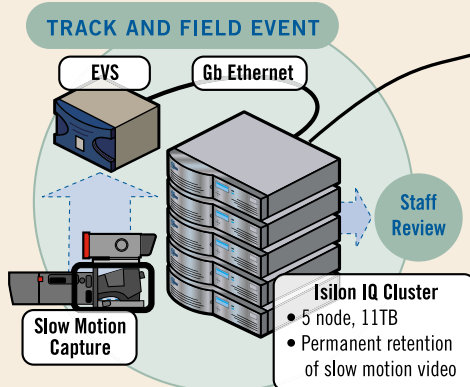 TRACK AND FIELD EVENT
EVS
Gb Ethernet
Staff
Review
Slow Motion
Capture
Isilon IQ Cluster
• 5 node, 11TB
• Permanent retention
of slow motion video